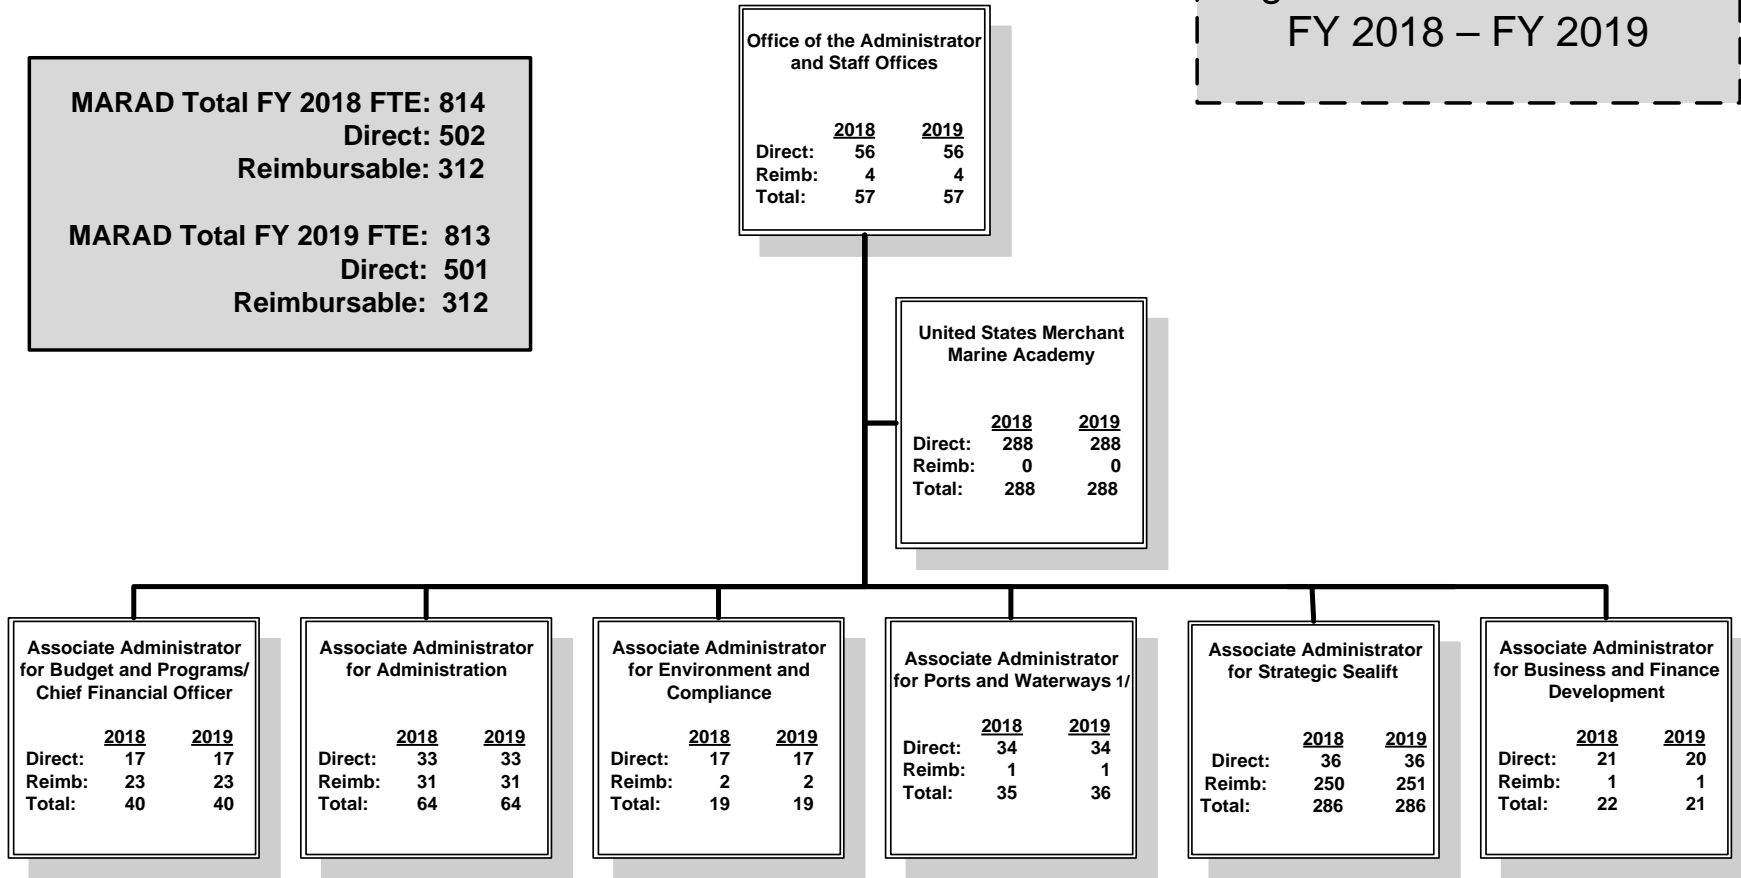 FY 2018 – FY 2019
MARAD Total FY 2018 FTE: 814
Direct: 502
Reimbursable: 312
MARAD Total FY 2019 FTE: 813
Direct: 501
Reimbursable: 312
Office of the Administrator
and Staff Offices
2018 2019
Direct: 56 56
Reimb: 4 4
Total: 57 57
United States Merchant
Marine Academy
2018 2019
Direct: 288 288
Reimb: 0 0
Total: 288 288
Associate Administrator
for Budget and Programs/
Chief Financial Officer
2018 2019
Direct: 17 17
Reimb: 23 23
Total: 40 40
Associate Administrator
for Administration
2018 2019
Direct: 33 33
Reimb: 31 31
Total: 64 64
Associate Administrator
for Environment and
Compliance
2018 2019
Direct: 17 17
Reimb: 2 2
Total: 19 19
Associate Administrator
for Ports and Waterways 1/
2018 2019
Direct: 34 34
Reimb: 1 1
Total: 35 36
Associate Administrator
for Strategic Sealift
2018 2019
Direct: 36 36
Reimb: 250 251
Total: 286 286
Associate Administrator
for Business and Finance
Development
2018 2019
Direct: 21 20
Reimb: 1 1
Total: 22 21